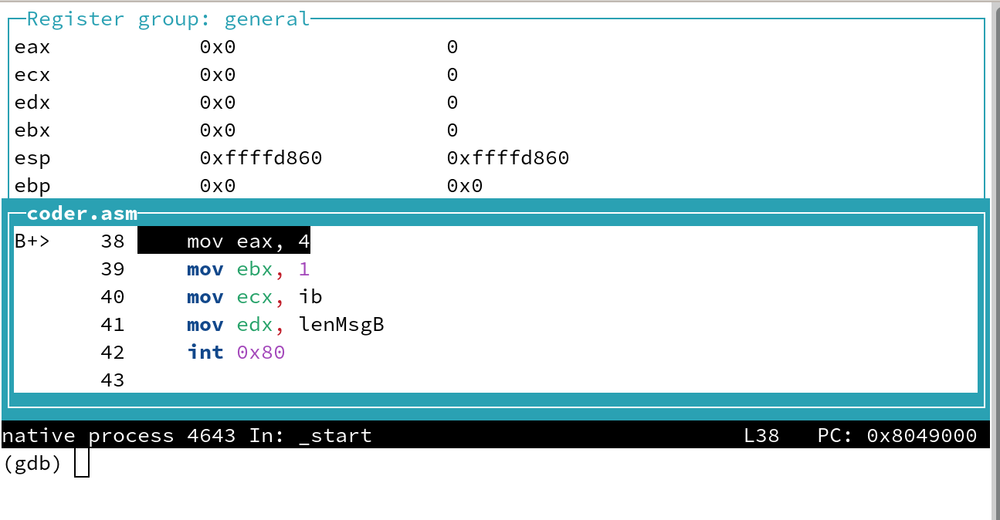 Register group: general
eax 0x0 0
ecx 0x0 0
edx 0x0 0
ebx 0x0 0
esp 0xffffd860 0xffffd860
ebp 0x0 0x0
coder.asm
B+> 38 mov eax, 4
39 mov ebx, 1
40 mov ecx, ib
41 mov edx, lenMsgB
42 int 0x80
43
native process 4643 In: _start L38 PC: 0x8049000
(gdb)